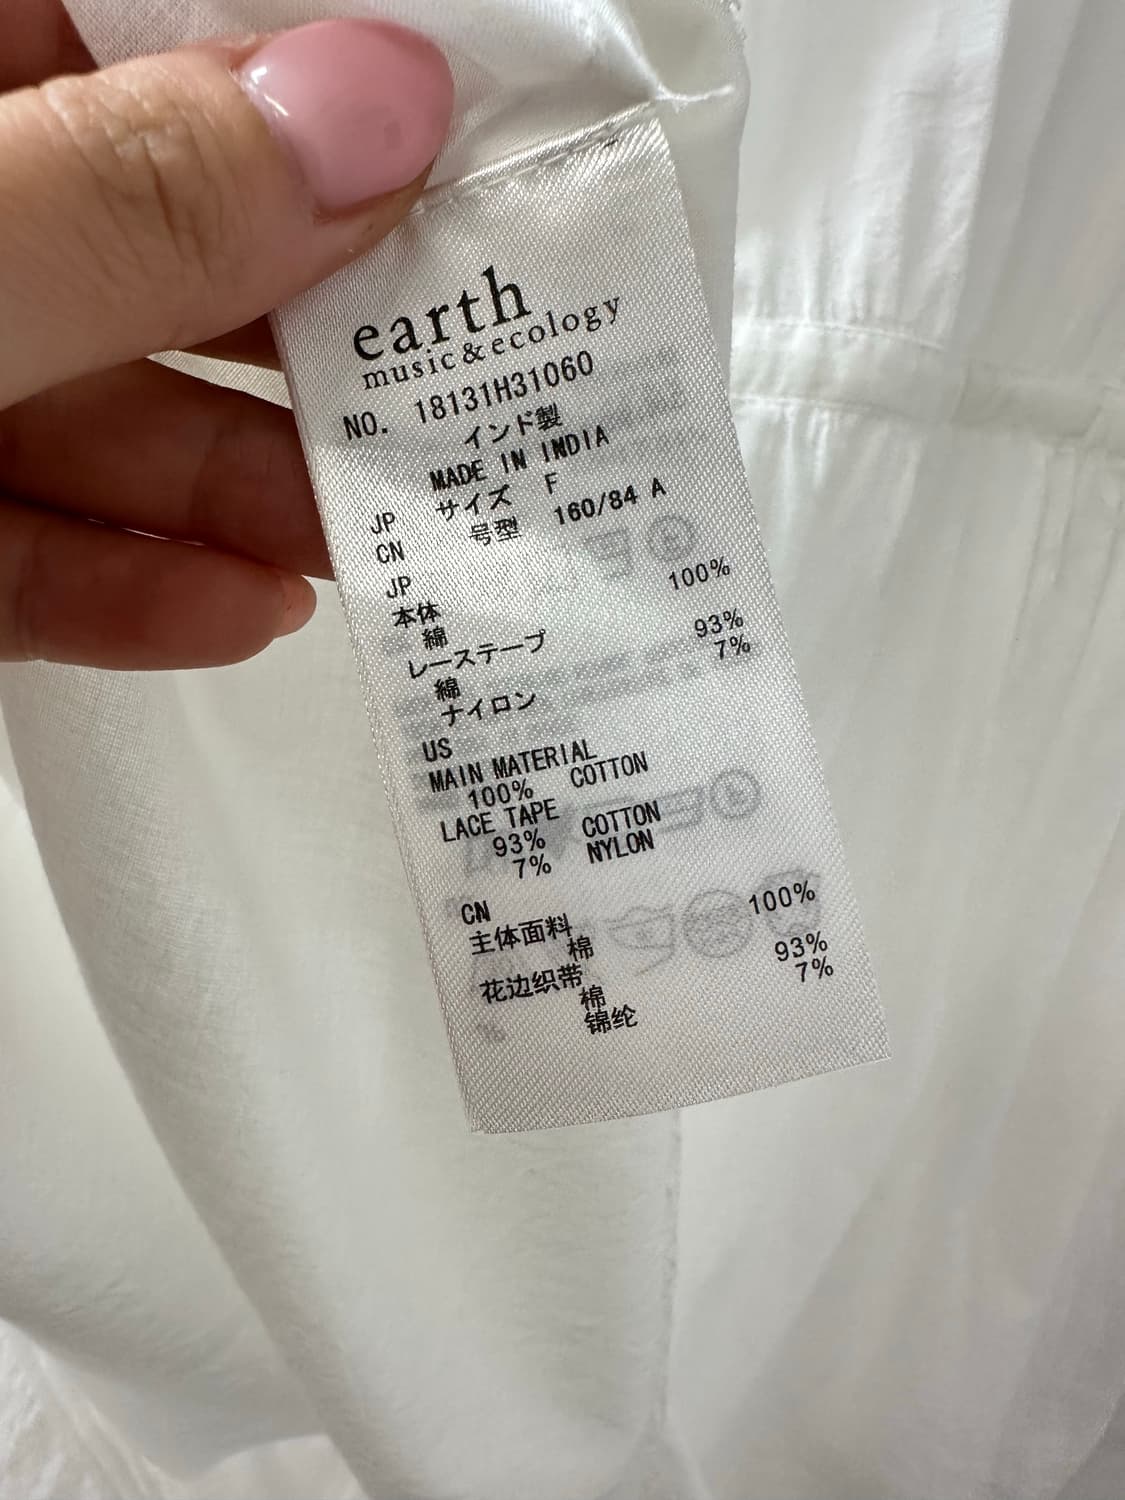 earth
music&ecology
NO. 18131H31060
インド製
MADE IN INDIA
JP サイズ F
CN 号型 160/84 A
JP
本体
綿 100%
レーステープ
綿 93%
ナイロン 7%
US
MAIN MATERIAL
100% COTTON
LACE TAPE
93% COTTON
7% NYLON
CN
主体面料
棉 100%
花边织带
棉 93%
锦纶 7%